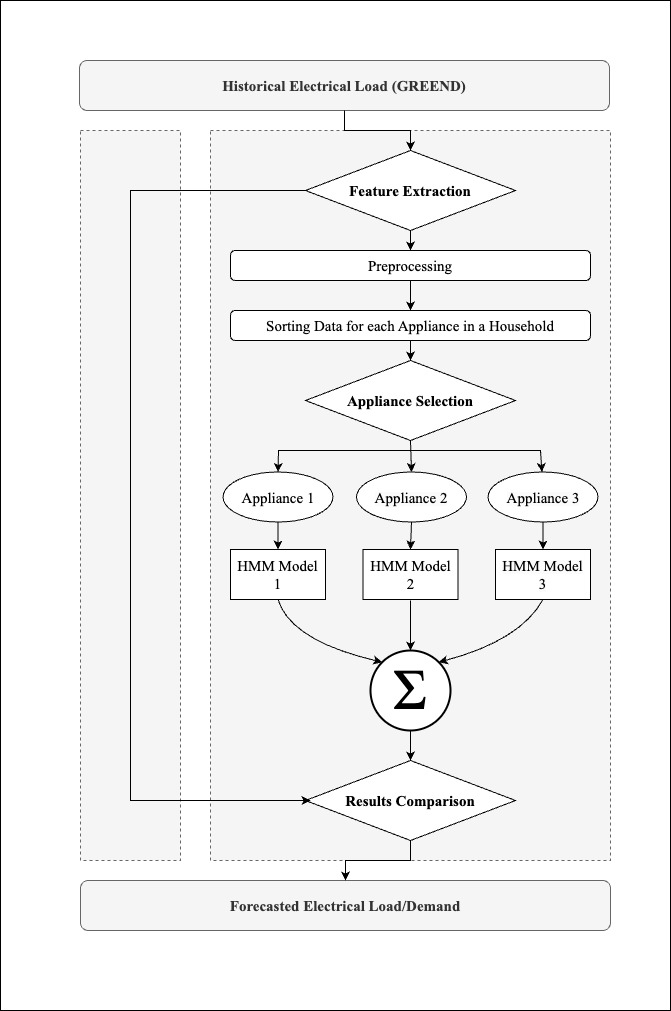 Historical Electrical Load (GREEND)
Feature Extraction
Preprocessing
Sorting Data for each Appliance in a Household
Appliance Selection
Appliance 1
Appliance 2
Appliance 3
HMM Model
1
HMM Model
2
HMM Model
3
Σ
Results Comparison
Forecasted Electrical Load/Demand